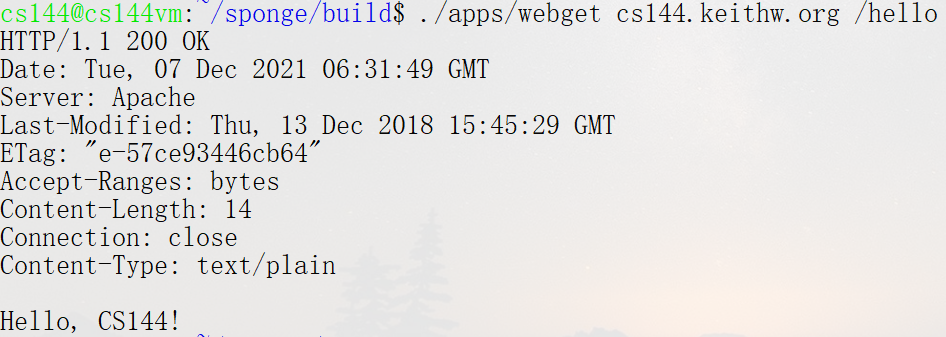 cs144@cs144vm:~/sponge/build$ ./apps/webget cs144.keithw.org /hello
HTTP/1.1 200 OK
Date: Tue, 07 Dec 2021 06:31:49 GMT
Server: Apache
Last-Modified: Thu, 13 Dec 2018 15:45:29 GMT
ETag: "e-57ce93446cb64"
Accept-Ranges: bytes
Content-Length: 14
Connection: close
Content-Type: text/plain

Hello, CS144!